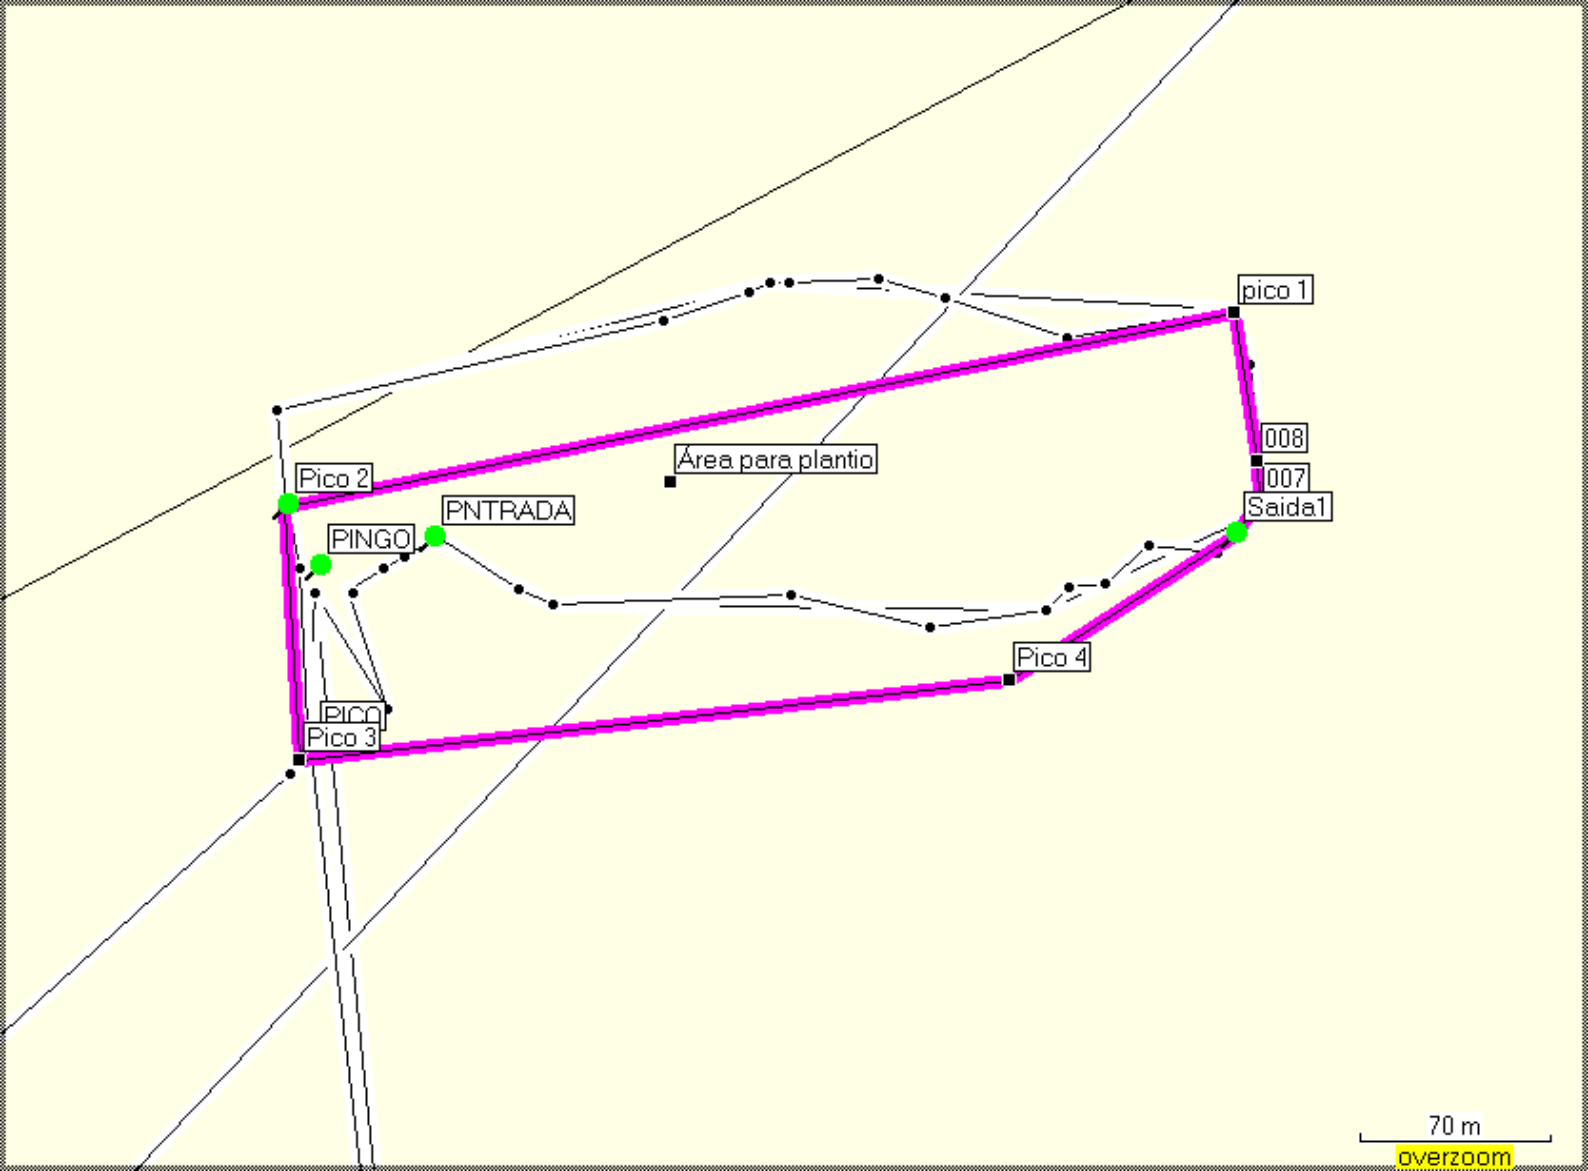 pico 1
008
Área para plantio
Pico 2
007
Saida1
PNTRADA
PINGO
Pico 4
PICO
Pico 3
70 m
overzoom